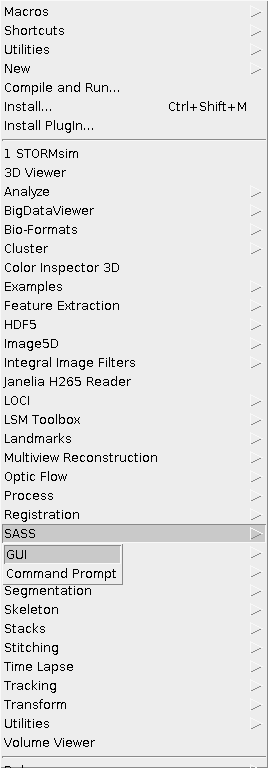 Macros
Shortcuts
Utilities
New
Compile and Run...
Install... Ctrl+Shift+M
Install PlugIn...
1 STORMsim
3D Viewer
Analyze
BigDataViewer
Bio-Formats
Cluster
Color Inspector 3D
Examples
Feature Extraction
HDF5
Image5D
Integral Image Filters
Janelia H265 Reader
LOCI
LSM Toolbox
Landmarks
Multiview Reconstruction
Optic Flow
Process
Registration
SASS
GUI
Command Prompt
Segmentation
Skeleton
Stacks
Stitching
Time Lapse
Tracking
Transform
Utilities
Volume Viewer